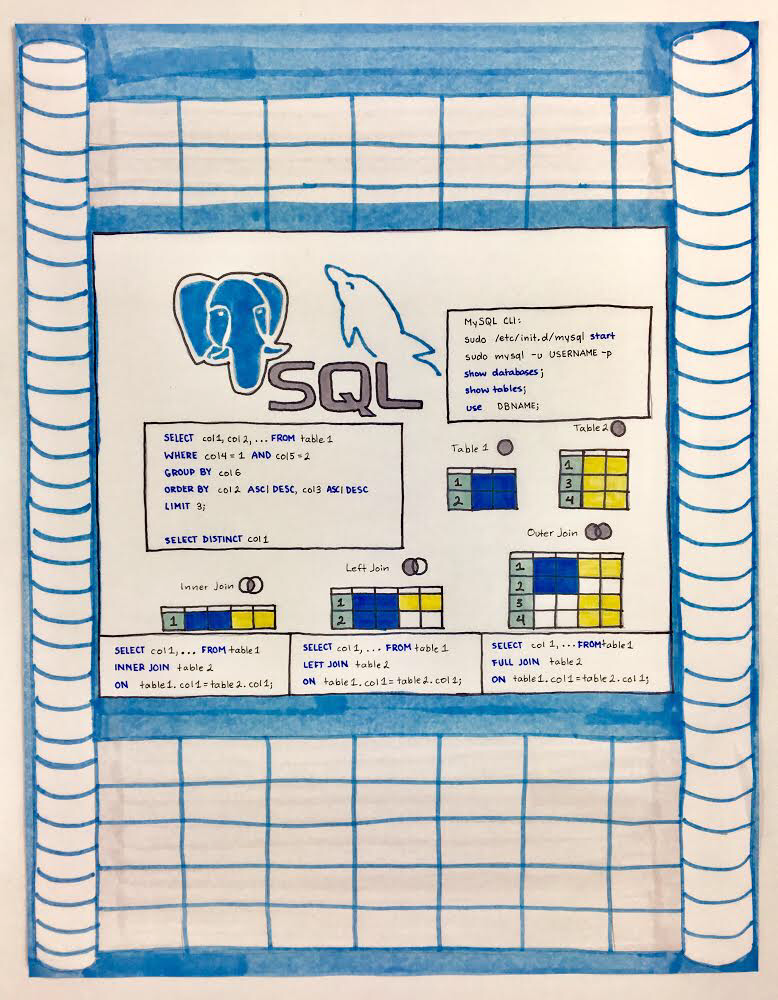 SQL
MySQL CLI:
sudo /etc/init.d/mysql start
sudo mysql -u USERNAME -p
show databases;
show tables;
use DBNAME;
SELECT col1, col2, ... FROM table1
WHERE col4 = 1 AND col5 = 2
GROUP BY col6
ORDER BY col2 ASC|DESC, col3 ASC|DESC
LIMIT 3;
SELECT DISTINCT col1
Table 1
1
2
Table 2
1
3
4
Inner Join
1
Left Join
1
2
Outer Join
1
2
3
4
SELECT col1, ... FROM table1
INNER JOIN table2
ON table1.col1 = table2.col1;
SELECT col1, ... FROM table1
LEFT JOIN table2
ON table1.col1 = table2.col1;
SELECT col1, ... FROM table1
FULL JOIN table2
ON table1.col1 = table2.col1;